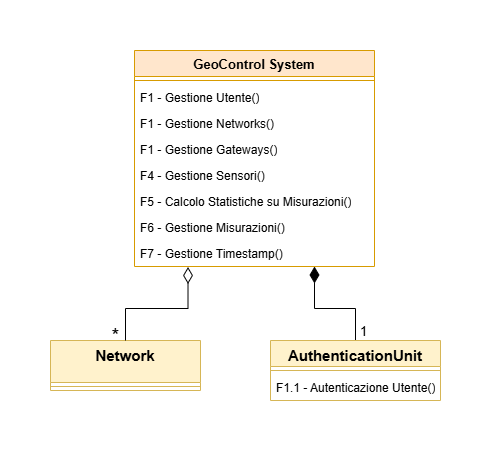 GeoControl System
F1 - Gestione Utente()
F1 - Gestione Networks()
F1 - Gestione Gateways()
F4 - Gestione Sensori()
F5 - Calcolo Statistiche su Misurazioni()
F6 - Gestione Misurazioni()
F7 - Gestione Timestamp()
* 1
Network AuthenticationUnit
F1.1 - Autenticazione Utente()